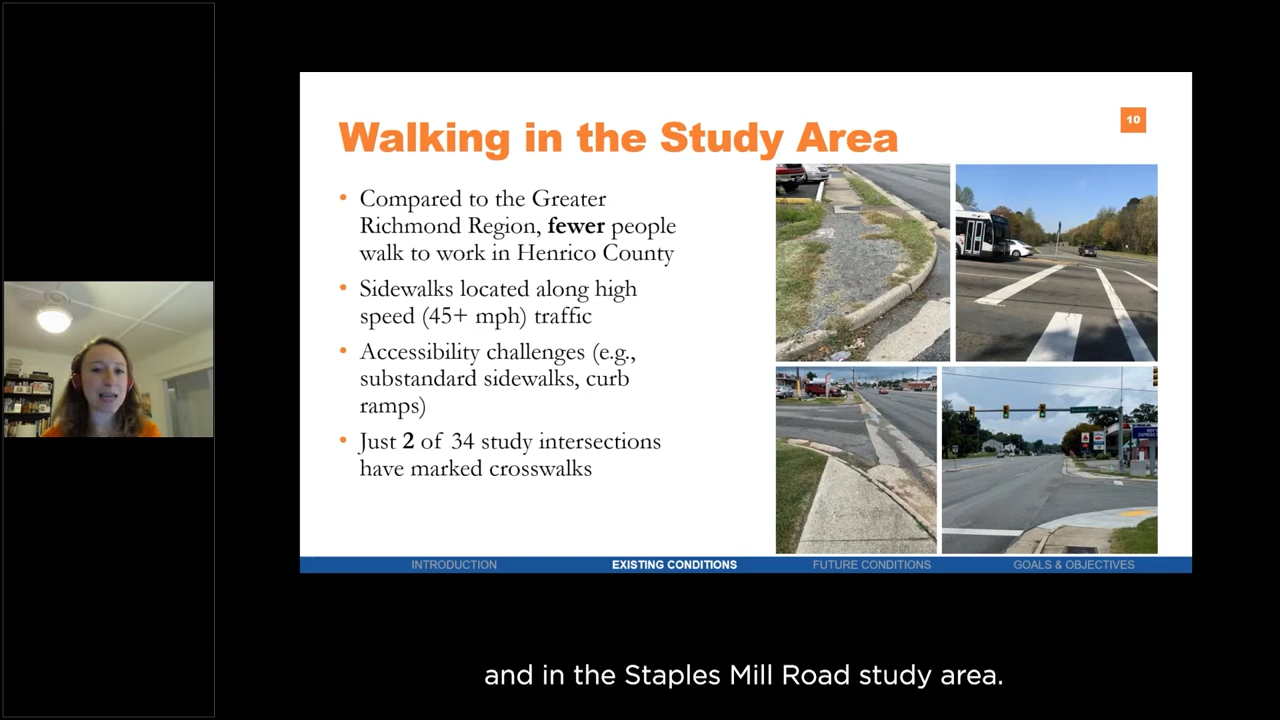 Walking in the Study Area
10
• Compared to the Greater
Richmond Region, fewer people
walk to work in Henrico County
• Sidewalks located along high
speed (45+ mph) traffic
• Accessibility challenges (e.g.,
substandard sidewalks, curb
ramps)
• Just 2 of 34 study intersections
have marked crosswalks
INTRODUCTION
EXISTING CONDITIONS
FUTURE CONDITIONS
GOALS & OBJECTIVES
and in the Staples Mill Road study area.